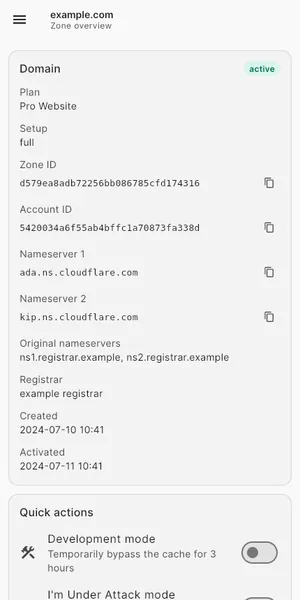 example.com
Zone overview
Domain
active
Plan
Pro Website
Setup
full
Zone ID
d579ea8adb72256bb086785cfd174316
Account ID
5420034a6f55ab4bffc1a70873fa338d
Nameserver 1
ada.ns.cloudflare.com
Nameserver 2
kip.ns.cloudflare.com
Original nameservers
ns1.registrar.example, ns2.registrar.example
Registrar
example registrar
Created
2024-07-10 10:41
Activated
2024-07-11 10:41
Quick actions
Development mode
Temporarily bypass the cache for 3
hours
I'm Under Attack mode